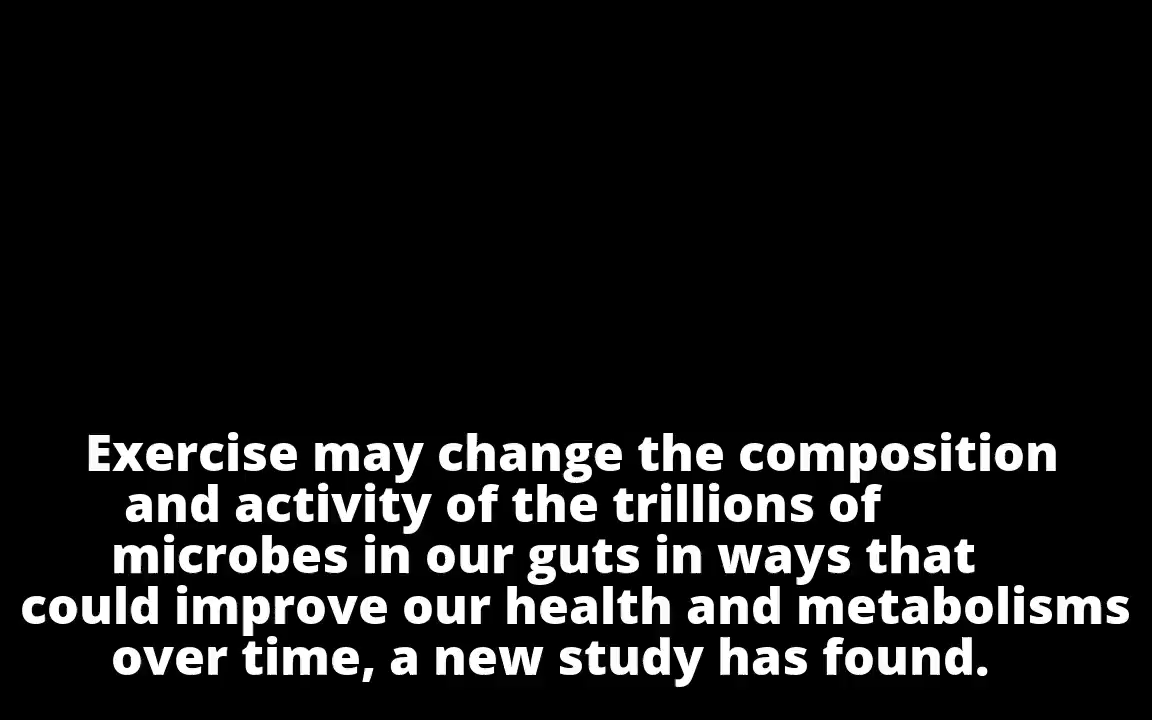 Exercise may change the composition
and activity of the trillions of
microbes in our guts in ways that
could improve our health and metabolisms
over time, a new study has found.